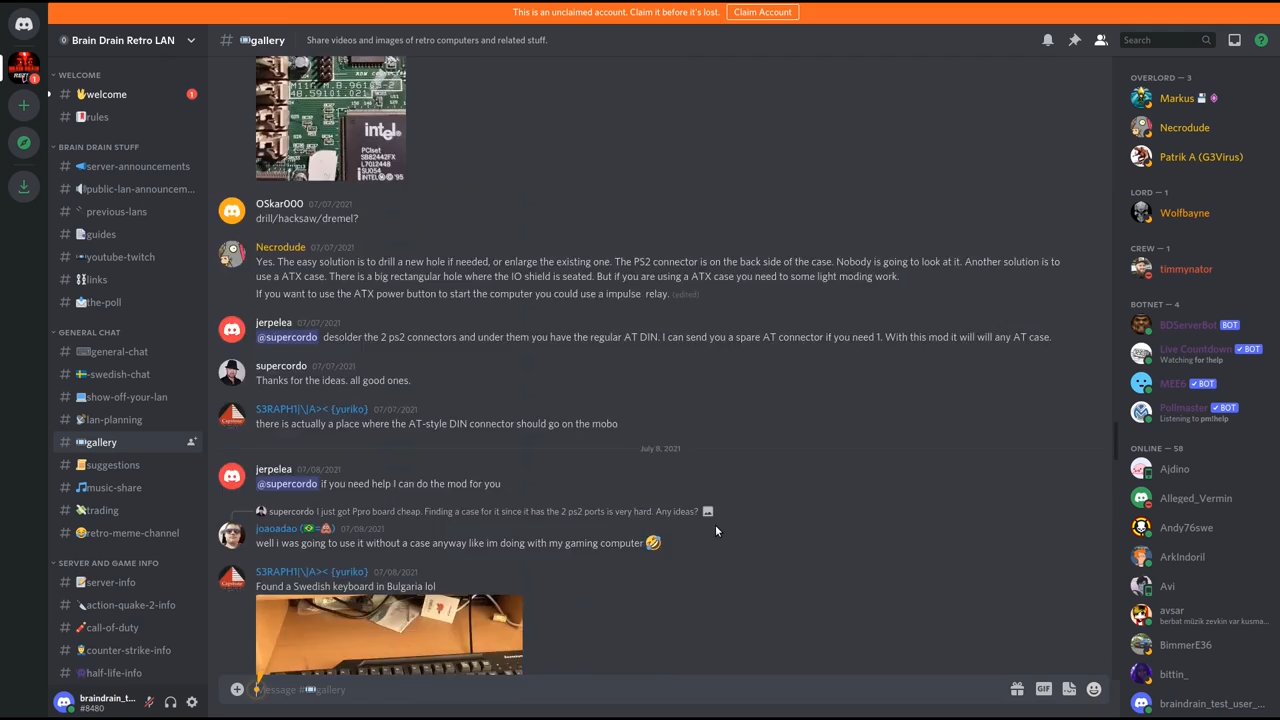 This is an unclaimed account. Claim it before it's lost. Claim Account
Brain Drain Retro LAN
WELCOME
welcome 1
rules
BRAIN DRAIN STUFF
server-announcements
public-lan-announcem...
previous-lans
guides
youtube-twitch
links
the-poll
GENERAL CHAT
general-chat
swedish-chat
show-off-your-lan
lan-planning
gallery
suggestions
music-share
trading
retro-meme-channel
SERVER AND GAME INFO
server-info
action-quake-2-info
call-of-duty
counter-strike-info
half-life-info
braindrain_t...
#8480
# gallery Share videos and images of retro computers and related stuff.
Search
intel
PCIset
SB82442FX
L7012448
SU054
INTEL ©'95
OSkar000 07/07/2021
drill/hacksaw/dremel?
Necrodude 07/07/2021
Yes. The easy solution is to drill a new hole if needed, or enlarge the existing one. The PS2 connector is on the back side of the case. Nobody is going to look at it. Another solution is to
use a ATX case. There is a big rectangular hole where the IO shield is seated. But if you are using a ATX case you need to some light moding work.
If you want to use the ATX power button to start the computer you could use a impulse relay. (edited)
jerpelea 07/07/2021
@supercordo desolder the 2 ps2 connectors and under them you have the regular AT DIN. I can send you a spare AT connector if you need 1. With this mod it will will any AT case.
supercordo 07/07/2021
Thanks for the ideas. all good ones.
S3RAPH1|\|A>< {yuriko} 07/07/2021
there is actually a place where the AT-style DIN connector should go on the mobo
July 8, 2021
jerpelea 07/08/2021
@supercordo if you need help I can do the mod for you
supercordo I just got Ppro board cheap. Finding a case for it since it has the 2 ps2 ports is very hard. Any ideas?
joaoadao (🇧🇷=💩) 07/08/2021
well i was going to use it without a case anyway like im doing with my gaming computer 🤣
S3RAPH1|\|A>< {yuriko} 07/08/2021
Found a Swedish keyboard in Bulgaria lol
Message # gallery
GIF
OVERLORD — 3
Markus
Necrodude
Patrik A (G3Virus)
LORD — 1
Wolfbayne
CREW — 1
timmynator
BOTNET — 4
BDServerBot BOT
Live Countdown ✓ BOT
Watching for !help
MEE6 ✓ BOT
Pollmaster ✓ BOT
Listening to pm!help
ONLINE — 58
Ajdino
Alleged_Vermin
Andy76swe
ArkIndoril
Avi
avsar
berbat müzik zevkin var kusma...
BimmerE36
bittin_
braindrain_test_user_...